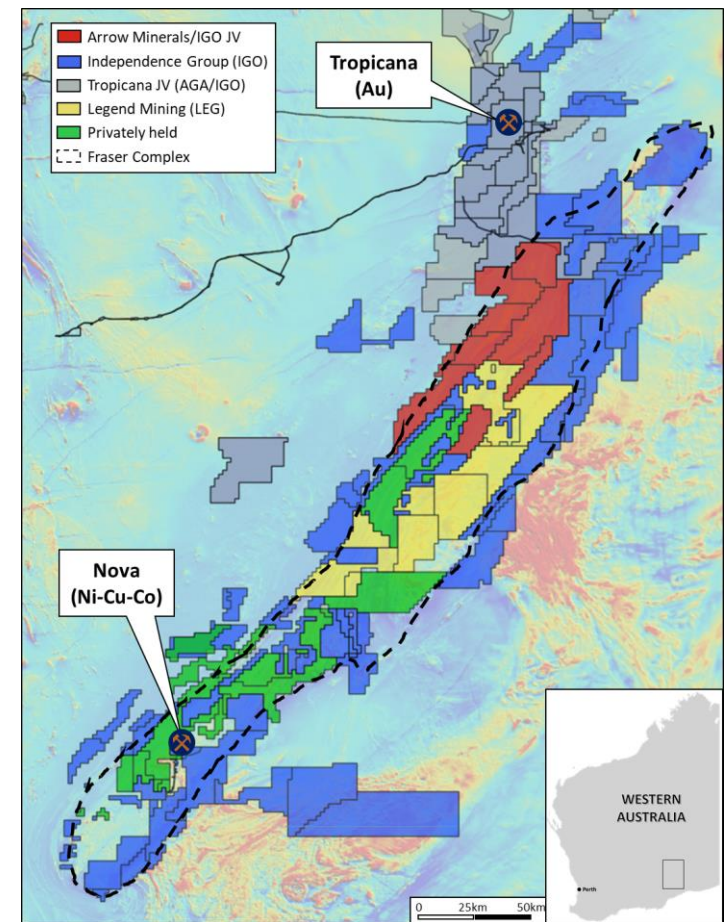 Arrow Minerals/IGO JV
Independence Group (IGO)
Tropicana JV (AGA/IGO)
Legend Mining (LEG)
Privately held
Fraser Complex
Tropicana
(Au)
Nova
(Ni-Cu-Co)
WESTERN
AUSTRALIA
Perth
0 25km 50km